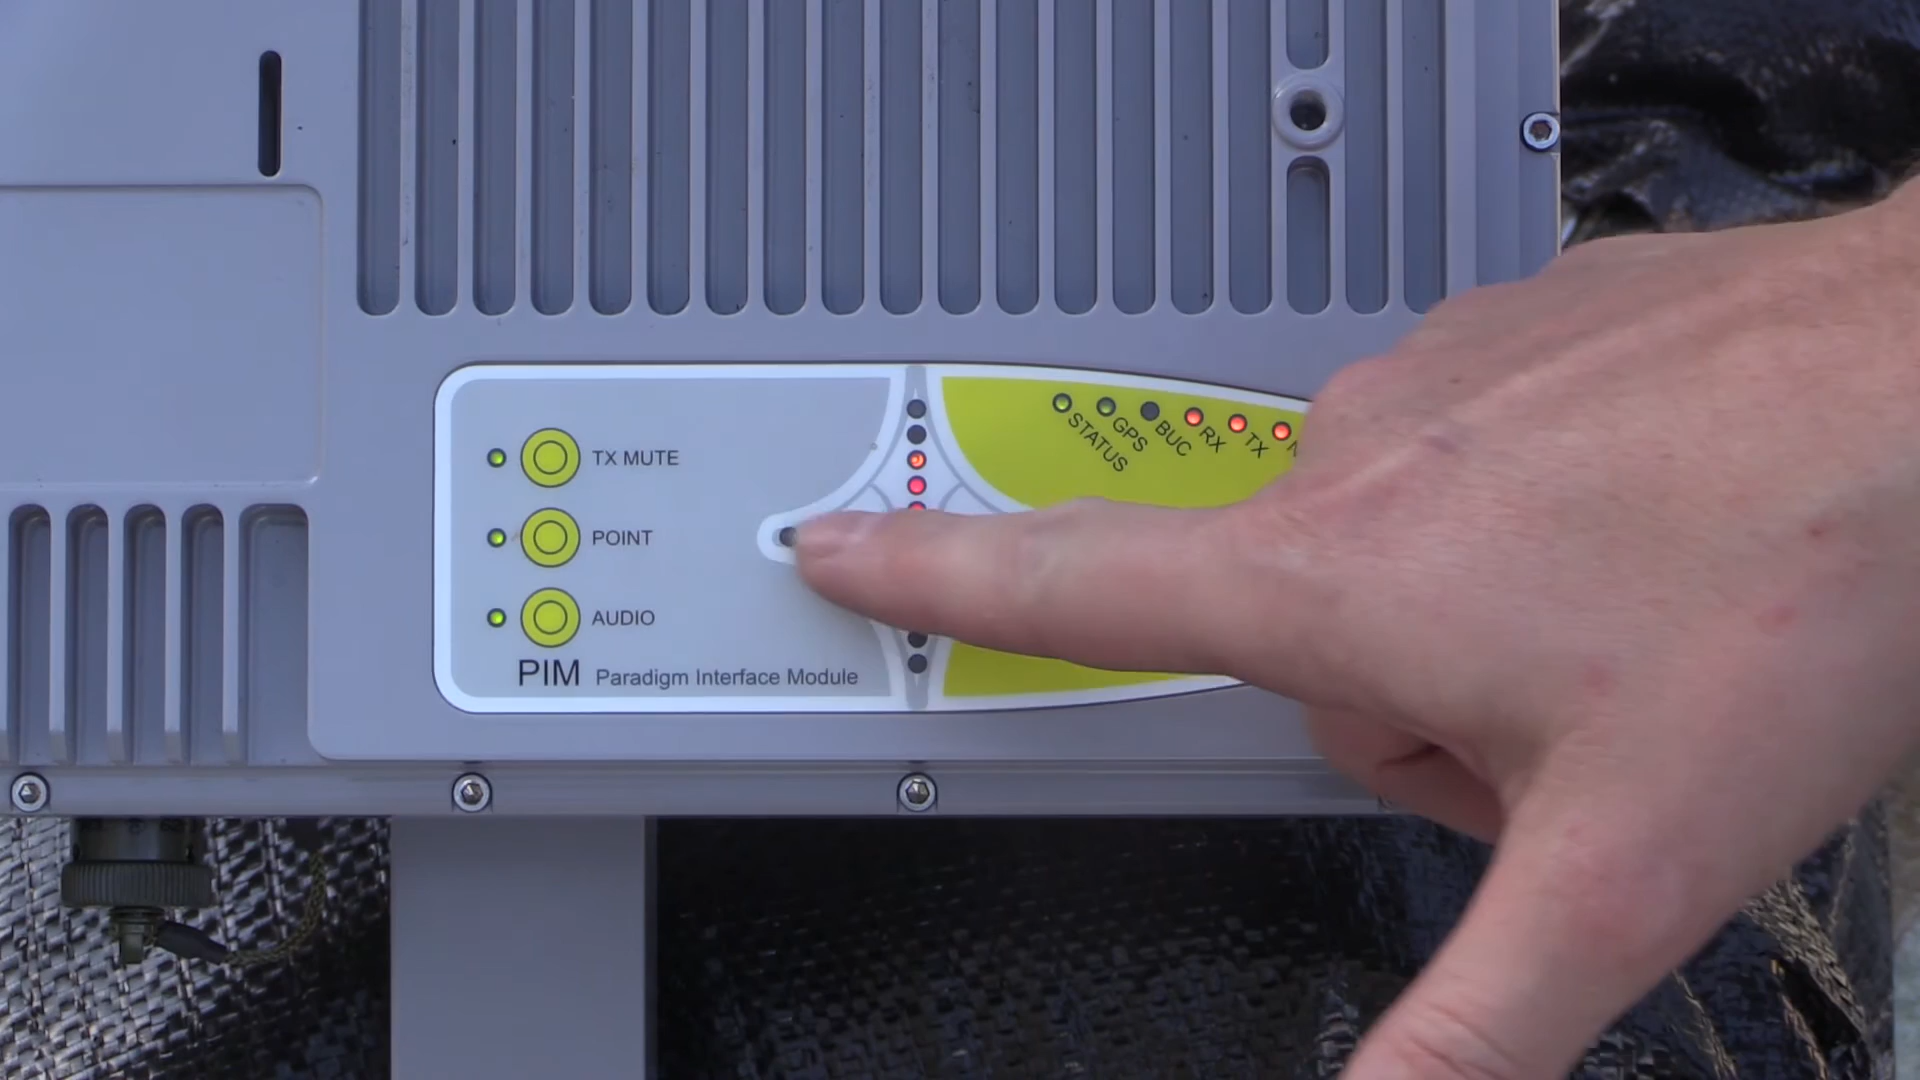 STATUS
GPS
BUC
RX
TX
TX MUTE
POINT
AUDIO
PIM Paradigm Interface Module